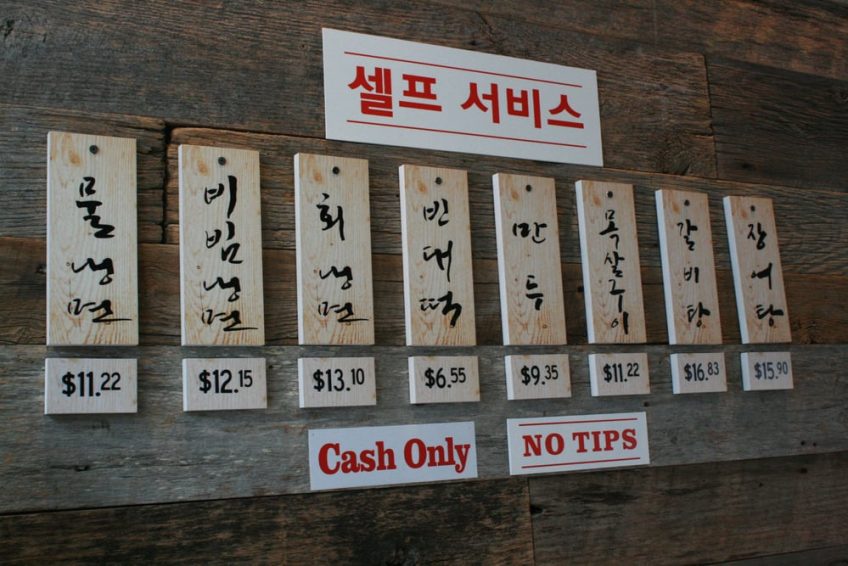 셀프 서비스
물냉면
비빔냉면
회냉면
빈대떡
만두
목살구이
갈비탕
장어탕
$11.22
$12.15
$13.10
$6.55
$9.35
$11.22
$16.83
$15.90
Cash Only
NO TIPS